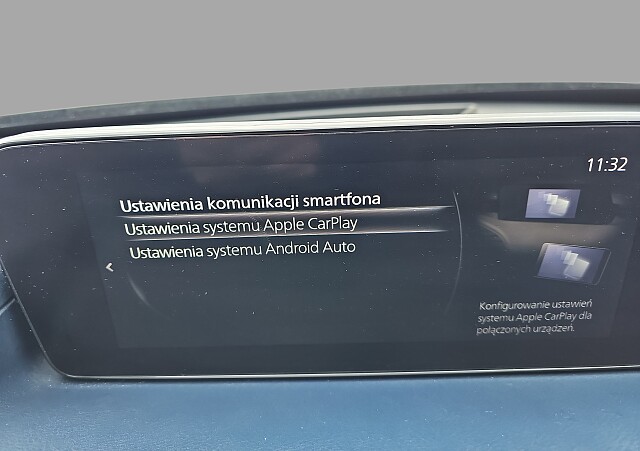 11:32
Ustawienia komunikacji smartfona
Ustawienia systemu Apple CarPlay
Ustawienia systemu Android Auto
Konfigurowanie ustawień
systemu Apple CarPlay dla
połączonych urządzeń.